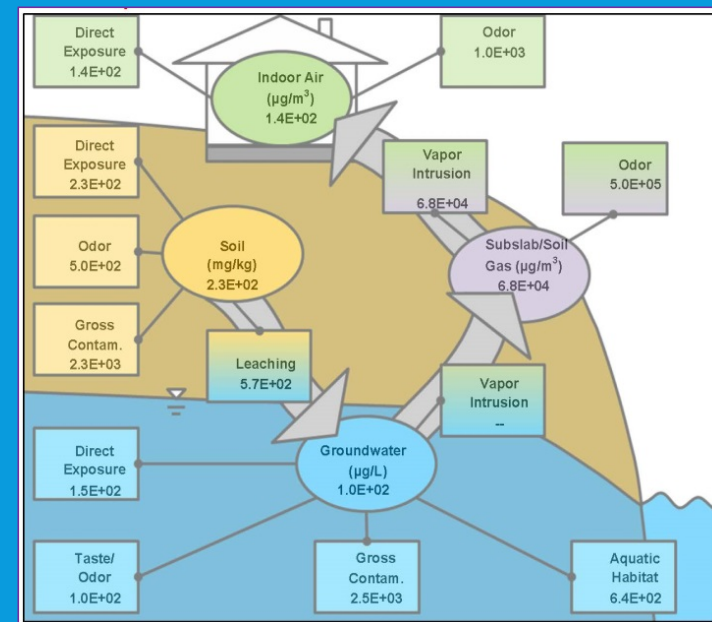 Direct
Exposure
1.4E+02
Indoor Air
(µg/m³)
1.4E+02
Odor
1.0E+03
Direct
Exposure
2.3E+02
Vapor
Intrusion
6.8E+04
Odor
5.0E+05
Odor
5.0E+02
Soil
(mg/kg)
2.3E+02
Subslab/Soil
Gas (µg/m³)
6.8E+04
Gross
Contam.
2.3E+03
Leaching
5.7E+02
Vapor
Intrusion
--
Direct
Exposure
1.5E+02
Groundwater
(µg/L)
1.0E+02
Taste/
Odor
1.0E+02
Gross
Contam.
2.5E+03
Aquatic
Habitat
6.4E+02